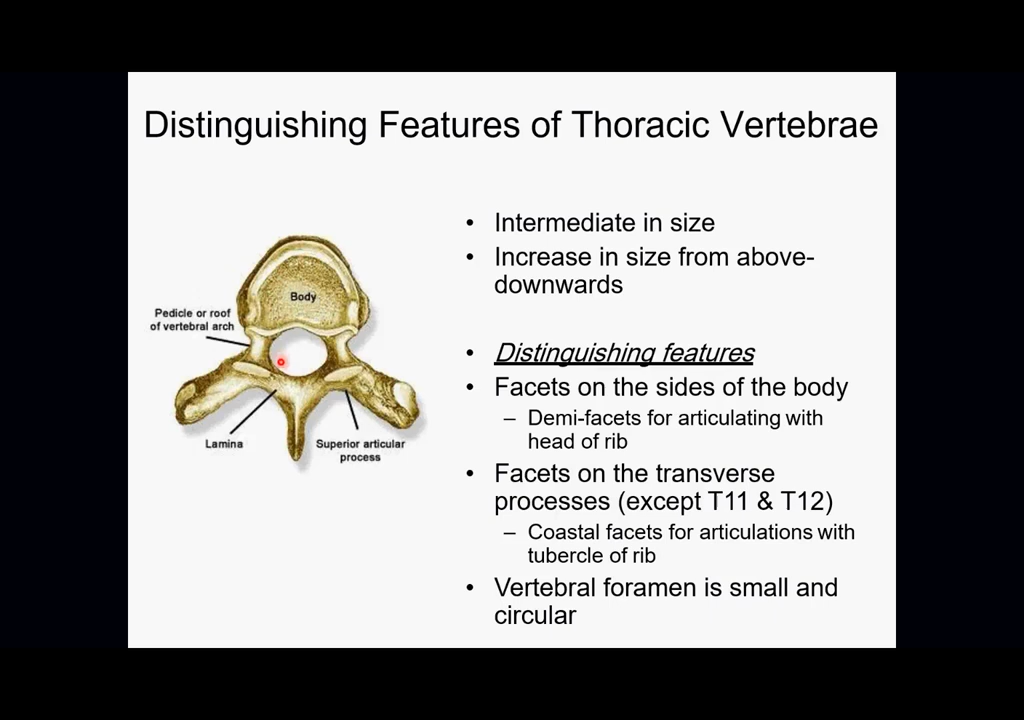 Distinguishing Features of Thoracic Vertebrae
Body
Pedicle or roof
of vertebral arch
Lamina
Superior articular
process
• Intermediate in size
• Increase in size from above-
downwards
• Distinguishing features
• Facets on the sides of the body
– Demi-facets for articulating with
head of rib
• Facets on the transverse
processes (except T11 & T12)
– Coastal facets for articulations with
tubercle of rib
• Vertebral foramen is small and
circular